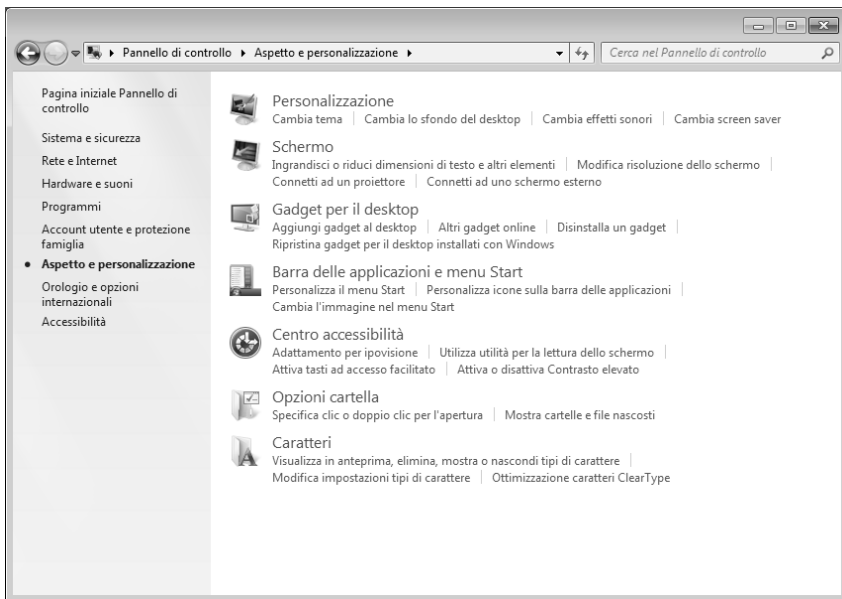 Pannello di controllo Aspetto e personalizzazione Cerca nel Pannello di controllo
Pagina iniziale Pannello di
controllo
Sistema e sicurezza
Rete e Internet
Hardware e suoni
Programmi
Account utente e protezione
famiglia
Aspetto e personalizzazione
Orologio e opzioni
internazionali
Accessibilità
Personalizzazione
Cambia tema Cambia lo sfondo del desktop Cambia effetti sonori Cambia screen saver
Schermo
Ingrandisci o riduci dimensioni di testo e altri elementi Modifica risoluzione dello schermo
Connetti ad un proiettore Connetti ad uno schermo esterno
Gadget per il desktop
Aggiungi gadget al desktop Altri gadget online Disinstalla un gadget
Ripristina gadget per il desktop installati con Windows
Barra delle applicazioni e menu Start
Personalizza il menu Start Personalizza icone sulla barra delle applicazioni
Cambia l'immagine nel menu Start
Centro accessibilità
Adattamento per ipovisione Utilizza utilità per la lettura dello schermo
Attiva tasti ad accesso facilitato Attiva o disattiva Contrasto elevato
Opzioni cartella
Specifica clic o doppio clic per l'apertura Mostra cartelle e file nascosti
Caratteri
Visualizza in anteprima, elimina, mostra o nascondi tipi di carattere
Modifica impostazioni tipi di carattere Ottimizzazione caratteri ClearType